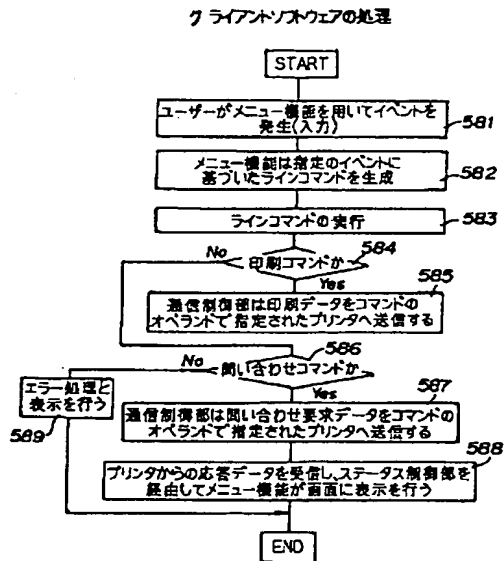 クライアントソフトウェアの処理
START
ユーザーがメニュー機能を用いてイベントを
発生(入力)
581
メニュー機能は指定のイベントに
基づいたラインコマンドを生成
582
ラインコマンドの実行
583
584
No
印刷コマンドか
Yes
585
通信制御部は印刷データをコマンドの
オペランドで指定されたプリンタへ送信する
586
No
問い合わせコマンドか
Yes
エラー処理と
表示を行う
589
587
通信制御部は問い合わせ要求データをコマンドの
オペランドで指定されたプリンタへ送信する
588
プリンタからの応答データを受信し、ステータス制御部を
経由してメニュー機能が画面に表示を行う
END